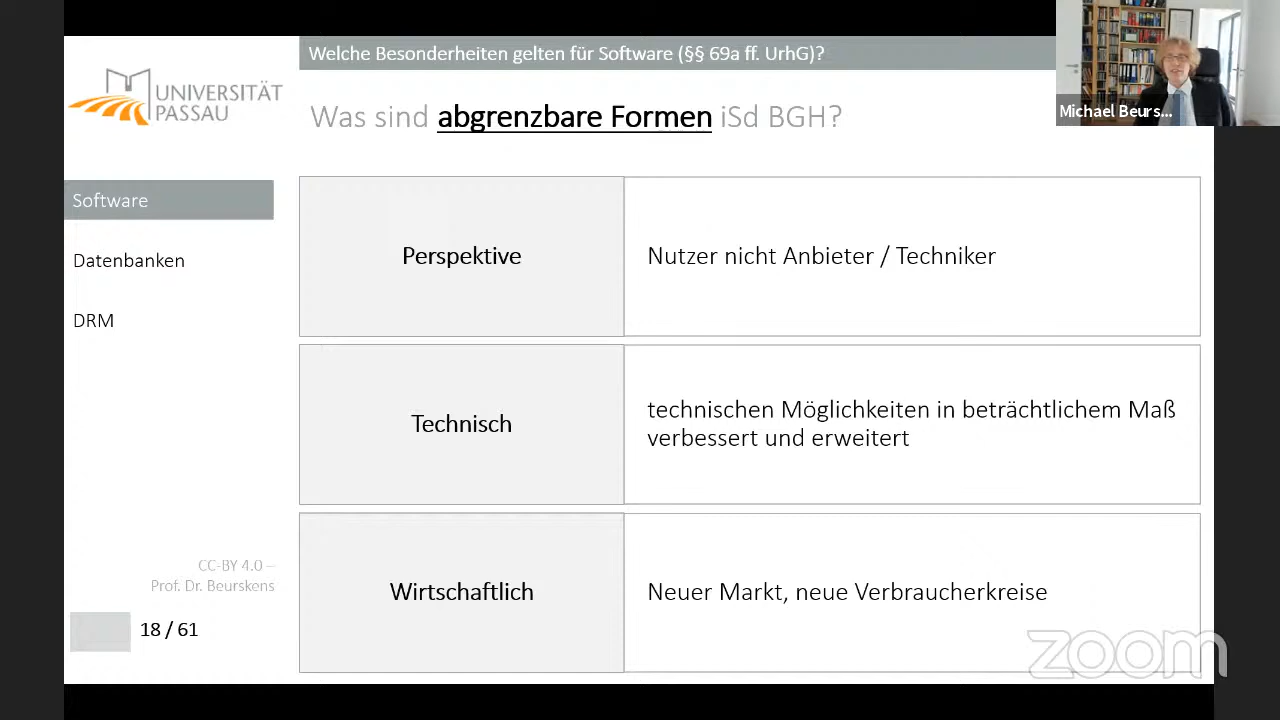 Welche Besonderheiten gelten für Software (§§ 69a ff. UrhG)?
UNIVERSITÄT
PASSAU
Was sind abgrenzbare Formen iSd BGH?
Michael Beurs...
Software
Datenbanken
DRM
Perspektive
Nutzer nicht Anbieter / Techniker
Technisch
technischen Möglichkeiten in beträchtlichem Maß
verbessert und erweitert
Wirtschaftlich
Neuer Markt, neue Verbraucherkreise
CC-BY 4.0 –
Prof. Dr. Beurskens
18 / 61
zoom